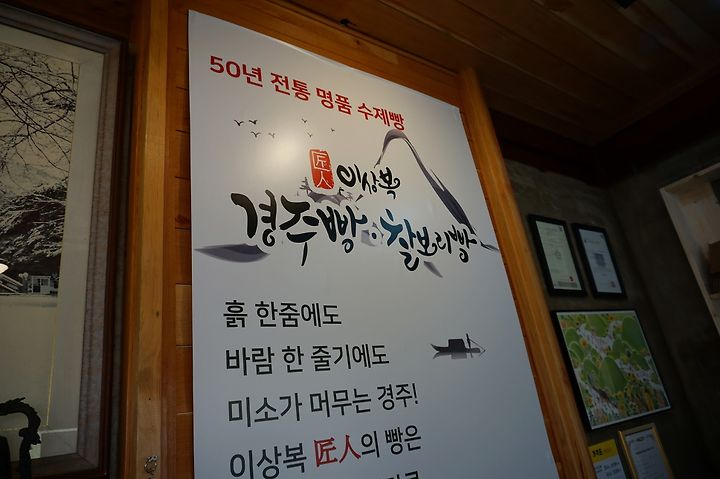 50년 전통 명품 수제빵
匠人 이상복
경주빵·찰보리빵
흙 한줌에도
바람 한 줄기에도
미소가 머무는 경주!
이상복 匠人의 빵은